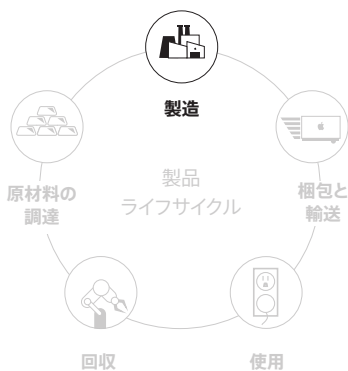 製造
原材料の
調達
製品
ライフサイクル
梱包と
輸送
回収
使用